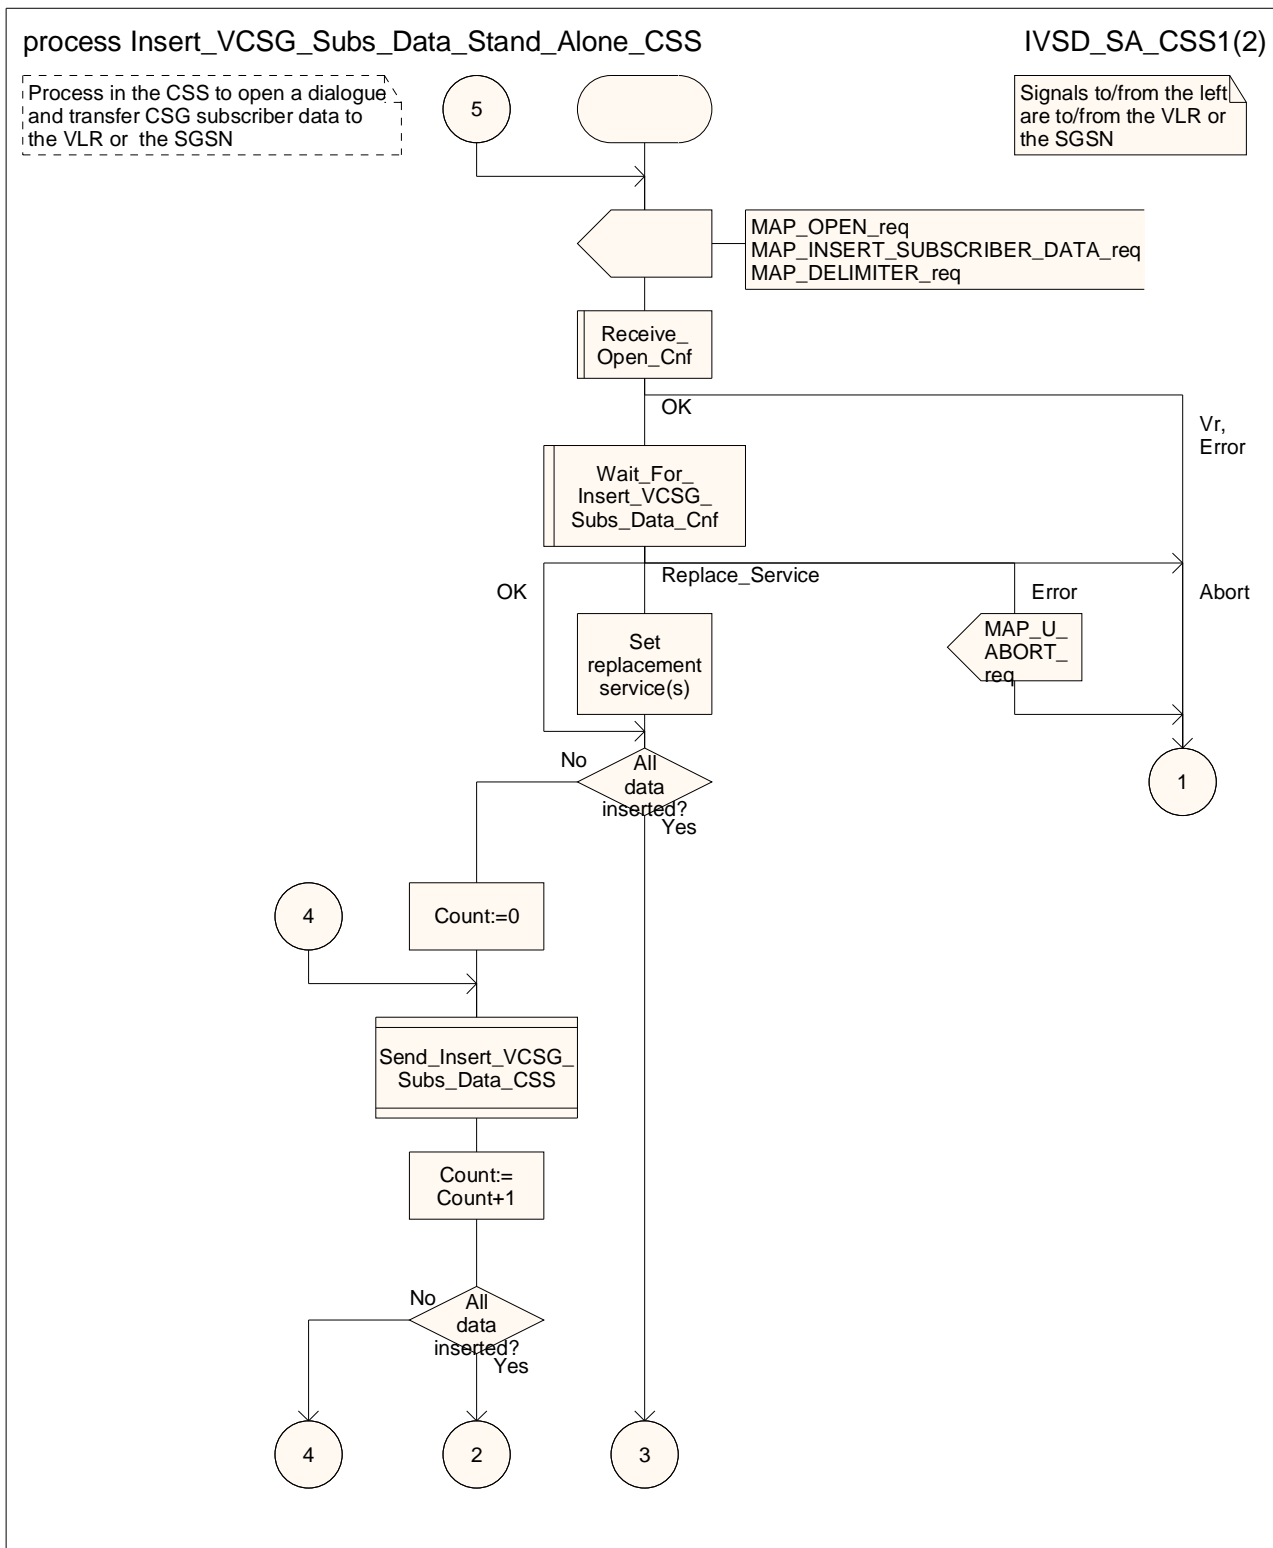 process Insert_VCSG_Subs_Data_Stand_Alone_CSS
IVSD_SA_CSS1(2)
Process in the CSS to open a dialogue
and transfer CSG subscriber data to
the VLR or  the SGSN
5
Signals to/from the left
are to/from the VLR or
the SGSN
MAP_OPEN_req
MAP_INSERT_SUBSCRIBER_DATA_req
MAP_DELIMITER_req
Receive_
Open_Cnf
OK
Vr,
Error
Wait_For_
Insert_VCSG_
Subs_Data_Cnf
OK
Replace_Service
Error
Abort
Set
replacement
service(s)
MAP_U_
ABORT_
req
No
All
data
inserted?
Yes
1
4
Count:=0
Send_Insert_VCSG_
Subs_Data_CSS
Count:=
Count+1
No
All
data
inserted?
Yes
4
2
3